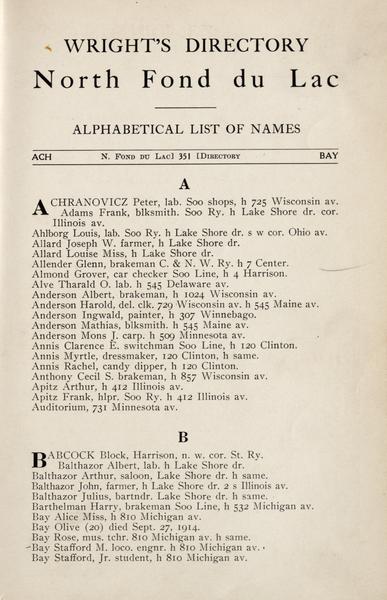 WRIGHT'S DIRECTORY
North Fond du Lac
ALPHABETICAL LIST OF NAMES
ACH N. FOND DU LAC] 351 [DIRECTORY BAY
A
ACHRANOVICZ Peter, lab. Soo shops, h 725 Wisconsin av.
Adams Frank, blksmith. Soo Ry. h Lake Shore dr. cor.
Illinois av.
Ahlborg Louis, lab. Soo Ry. h Lake Shore dr. s w cor. Ohio av.
Allard Joseph W. farmer, h Lake Shore dr.
Allard Louise Miss, h Lake Shore dr.
Allender Glenn, brakeman C. & N. W. Ry. h 7 Center.
Almond Grover, car checker Soo Line, h 4 Harrison.
Alve Tharald O. lab. h 545 Delaware av.
Anderson Albert, brakeman, h 1024 Wisconsin av.
Anderson Harold, del. clk. 729 Wisconsin av. h 545 Maine av.
Anderson Ingwald, painter, h 307 Winnebago.
Anderson Mathias, blksmith. h 545 Maine av.
Anderson Mons J. carp. h 509 Minnesota av.
Annis Clarence E. switchman Soo Line, h 120 Clinton.
Annis Myrtle, dressmaker, 120 Clinton, h same.
Annis Rachel, candy dipper, h 120 Clinton.
Anthony Cecil S. brakeman, h 857 Wisconsin av.
Apitz Arthur, h 412 Illinois av.
Apitz Frank, hlpr. Soo Ry. h 412 Illinois av.
Auditorium, 731 Minnesota av.
B
BABCOCK Block, Harrison, n. w. cor. St. Ry.
Balthazor Albert, lab. h Lake Shore dr.
Balthazor Arthur, saloon, Lake Shore dr. h same.
Balthazor John, farmer, h Lake Shore dr. 2 s Illinois av.
Balthazor Julius, bartndr. Lake Shore dr. h same.
Barthelman Harry, brakeman Soo Line, h 532 Michigan av.
Bay Alice Miss, h 810 Michigan av.
Bay Olive (20) died Sept. 27, 1914.
Bay Rose, mus. tchr. 810 Michigan av. h same.
Bay Stafford M. loco. engnr. h 810 Michigan av.
Bay Stafford, Jr. student, h 810 Michigan av.